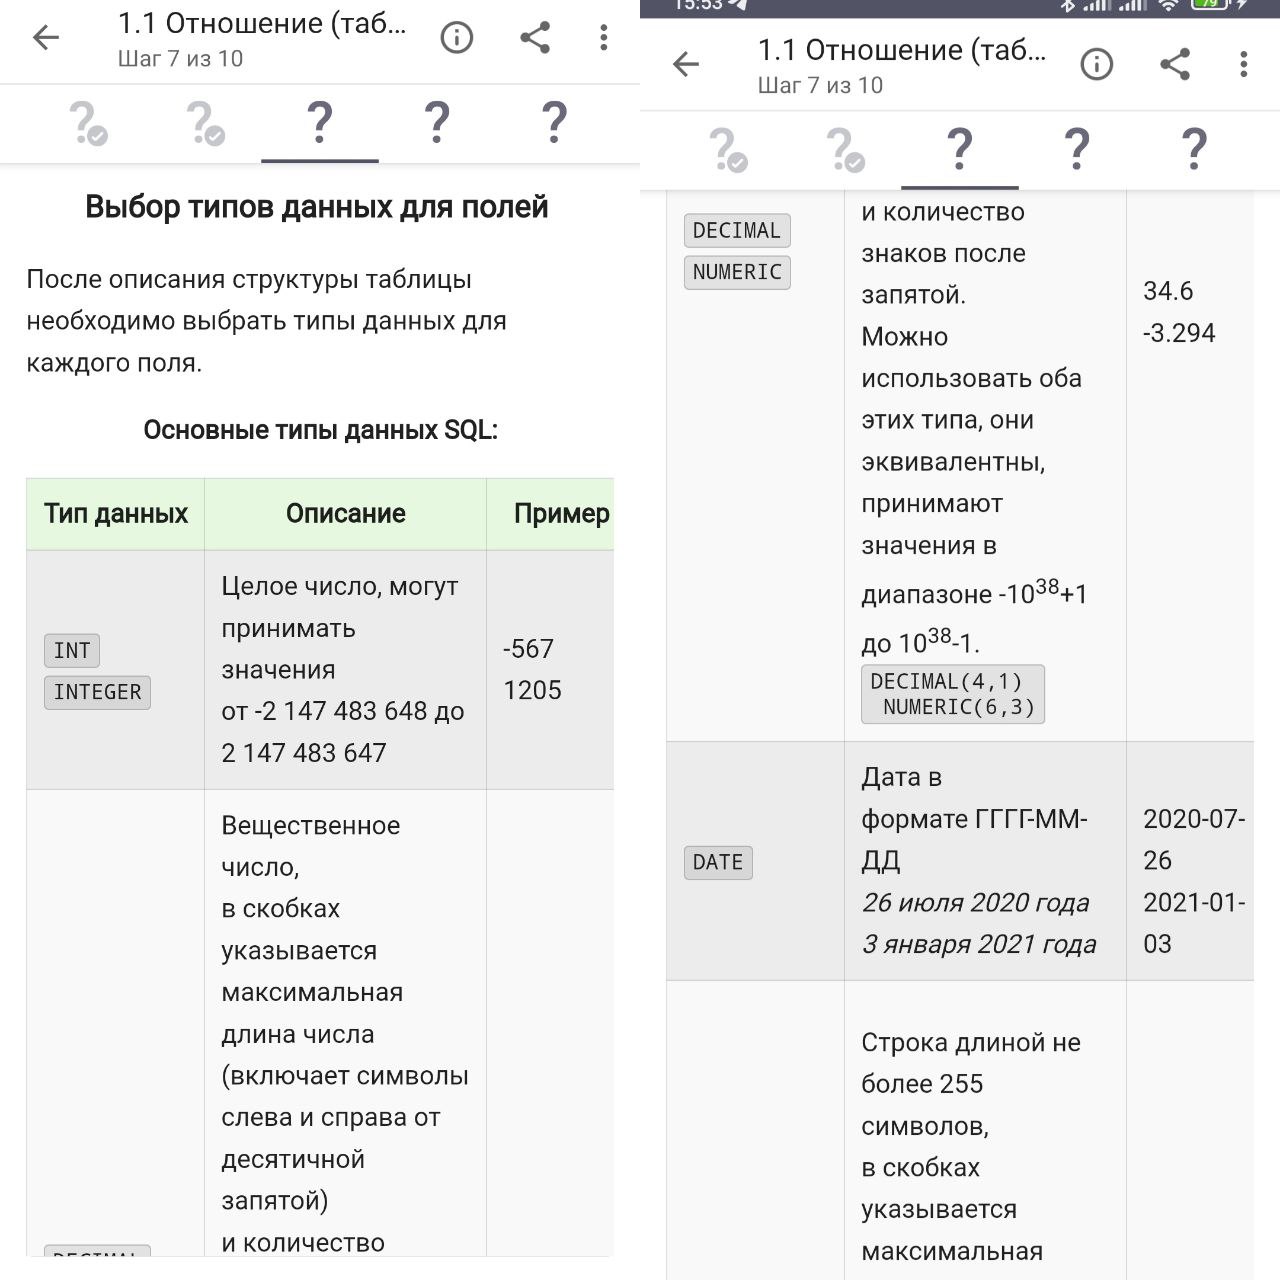 1.1 Отношение (таб...
Шаг 7 из 10
Выбор типов данных для полей
После описания структуры таблицы
необходимо выбрать типы данных для
каждого поля.
Основные типы данных SQL:
Тип данных Описание Пример
INT
INTEGER
Целое число, могут
принимать
значения
от -2 147 483 648 до
2 147 483 647
-567
1205
Вещественное
число,
в скобках
указывается
максимальная
длина числа
(включает символы
слева и справа от
десятичной
запятой)
и количество
DECIMAL
15:53
79
1.1 Отношение (таб...
Шаг 7 из 10
DECIMAL
NUMERIC
и количество
знаков после
запятой.
Можно
использовать оба
этих типа, они
эквивалентны,
принимают
значения в
диапазоне -10³⁸+1
до 10³⁸-1.
DECIMAL(4,1)
NUMERIC(6,3)
34.6
-3.294
DATE
Дата в
формате ГГГГ-ММ-
ДД
26 июля 2020 года
3 января 2021 года
2020-07-
26
2021-01-
03
Строка длиной не
более 255
символов,
в скобках
указывается
максимальная